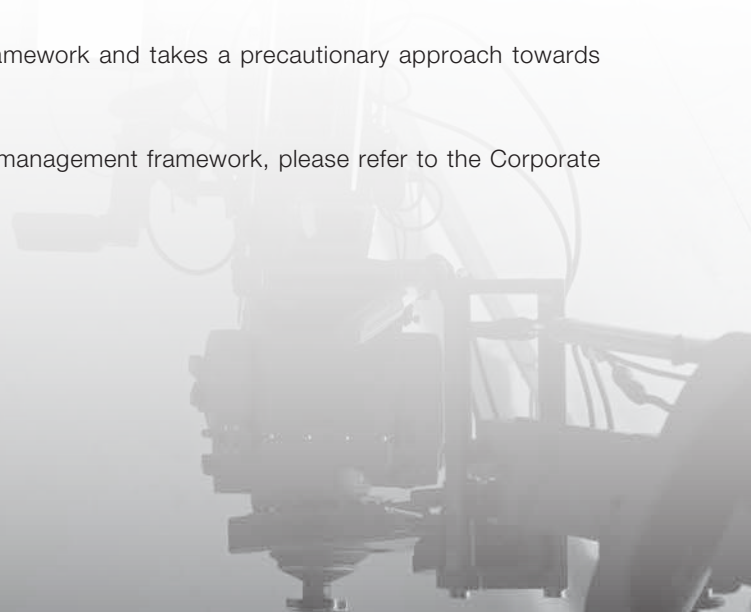 amework and takes a precautionary approach towards
management framework, please refer to the Corporate